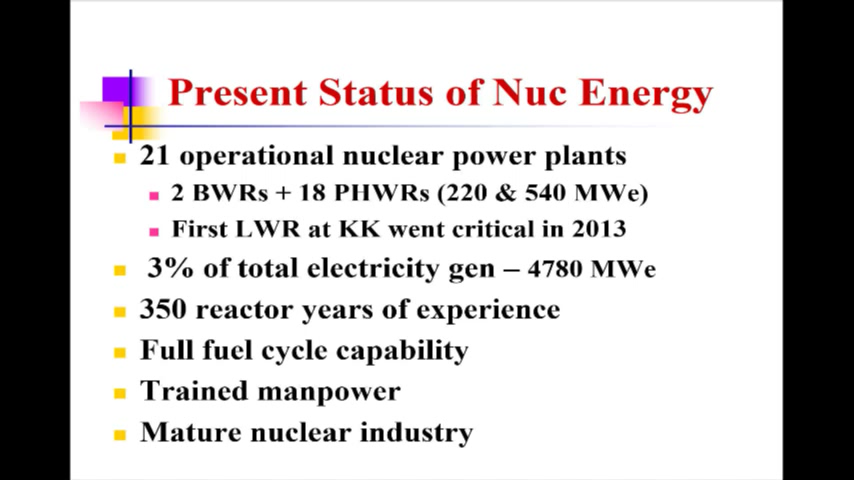 Present Status of Nuc Energy
21 operational nuclear power plants
2 BWRs + 18 PHWRs (220 & 540 MWe)
First LWR at KK went critical in 2013
3% of total electricity gen – 4780 MWe
350 reactor years of experience
Full fuel cycle capability
Trained manpower
Mature nuclear industry